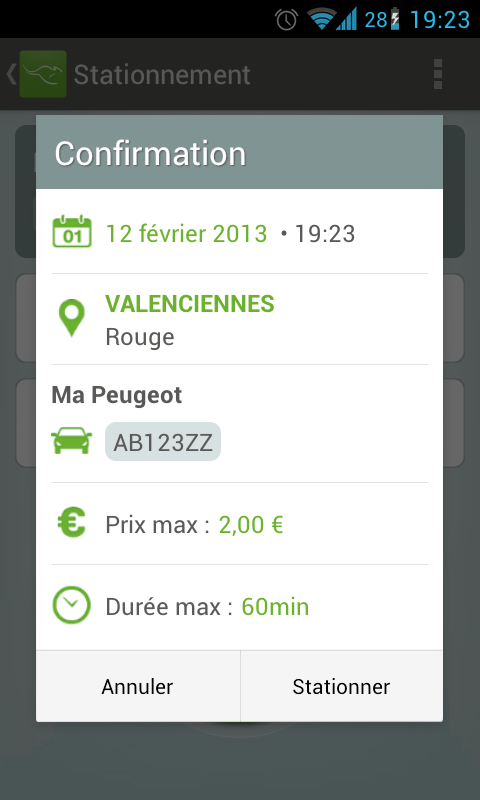 28 19:23
Stationnement
Confirmation
01 12 février 2013 • 19:23
VALENCIENNES
Rouge
Ma Peugeot
AB123ZZ
€ Prix max : 2,00 €
Durée max : 60min
Annuler Stationner